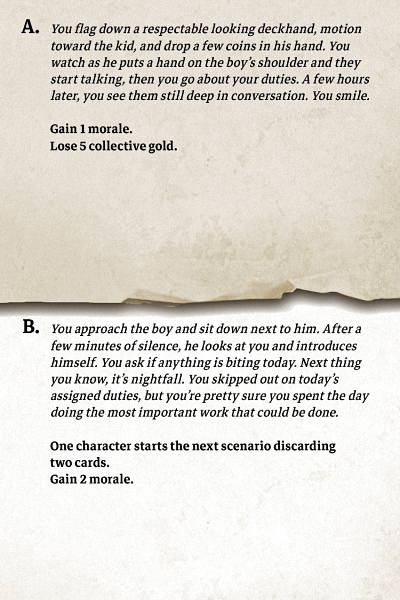 A. You flag down a respectable looking deckhand, motion
toward the kid, and drop a few coins in his hand. You
watch as he puts a hand on the boy’s shoulder and they
start talking, then you go about your duties. A few hours
later, you see them still deep in conversation. You smile.
Gain 1 morale.
Lose 5 collective gold.
B. You approach the boy and sit down next to him. After a
few minutes of silence, he looks at you and introduces
himself. You ask if anything is biting today. Next thing
you know, it’s nightfall. You skipped out on today’s
assigned duties, but you’re pretty sure you spent the day
doing the most important work that could be done.
One character starts the next scenario discarding
two cards.
Gain 2 morale.